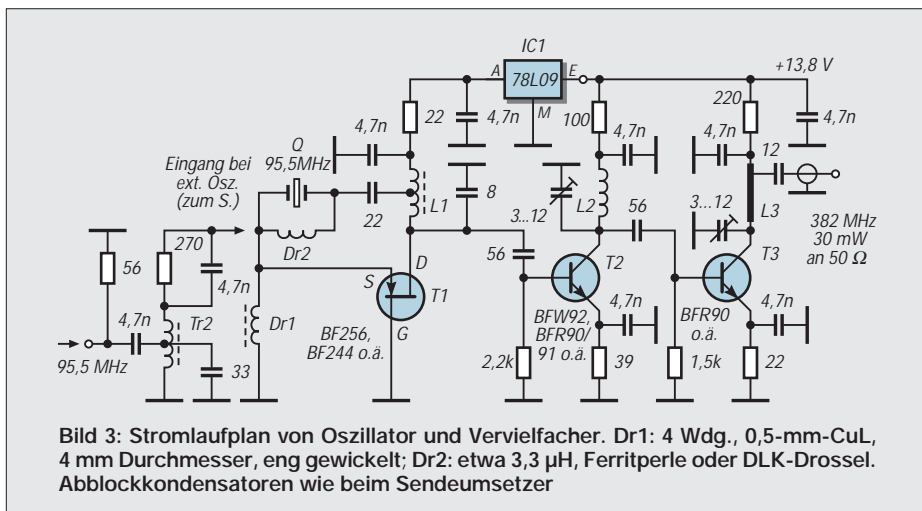 IC1
A
78L09
E
M
+13,8 V
22
4,7n
100
4,7n
220
4,7n
4,7n
12
4,7n
Q
95,5MHz
Eingang bei
ext. Osz.
(zum S.)
22
L1
8
3...12
L2
56
3...12
L3
382 MHz
30 mW
an 50 Ω
270
Dr2
56
4,7n
4,7n
Tr2
Dr1
S
D
T1
G
BF256,
BF244 o.ä.
56
T2
BFW92,
BFR90/
91 o.ä.
4,7n
T3
BFR90
o.ä.
4,7n
95,5 MHz
33
2,2k
39
1,5k
22
Bild 3: Stromlaufplan von Oszillator und Vervielfacher. Dr1: 4 Wdg., 0,5-mm-CuL,
4 mm Durchmesser, eng gewickelt; Dr2: etwa 3,3 µH, Ferritperle oder DLK-Drossel.
Abblockkondensatoren wie beim Sendeumsetzer